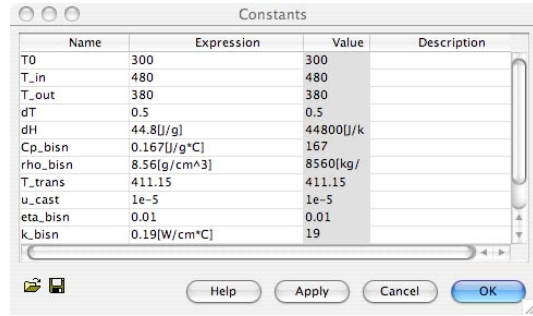 Constants
Name Expression Value Description
T0 300 300
T_in 480 480
T_out 380 380
dT 0.5 0.5
dH 44.8[J/g] 44800[J/k
Cp_bisn 0.167[J/g*C] 167
rho_bisn 8.56[g/cm^3] 8560[kg/
T_trans 411.15 411.15
u_cast 1e-5 1e-5
eta_bisn 0.01 0.01
k_bisn 0.19[W/cm*C] 19
Help Apply Cancel OK